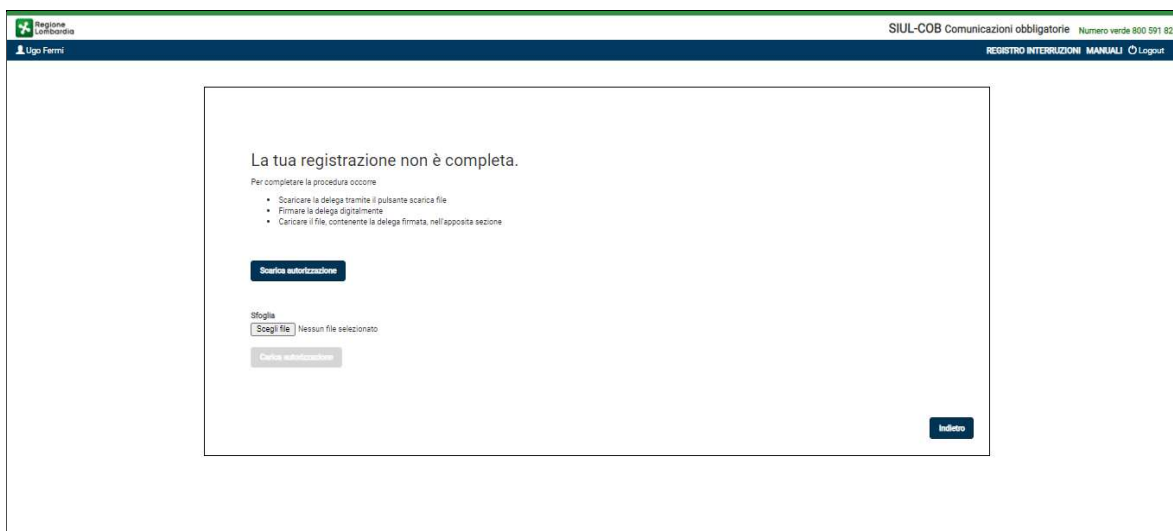 Regione
Lombardia
SIUL-COB Comunicazioni obbligatorie Numero verde 800 591 82
Ugo Fermi
REGISTRO INTERRUZIONI MANUALI Logout
La tua registrazione non è completa.
Per completare la procedura occorre
Scaricare la delega tramite il pulsante scarica file
Firmare la delega digitalmente
Caricare il file, contenente la delega firmata, nell'apposita sezione
Scarica autorizzazione
Sfoglia
Scegli file Nessun file selezionato
Carica autorizzazione
Indietro